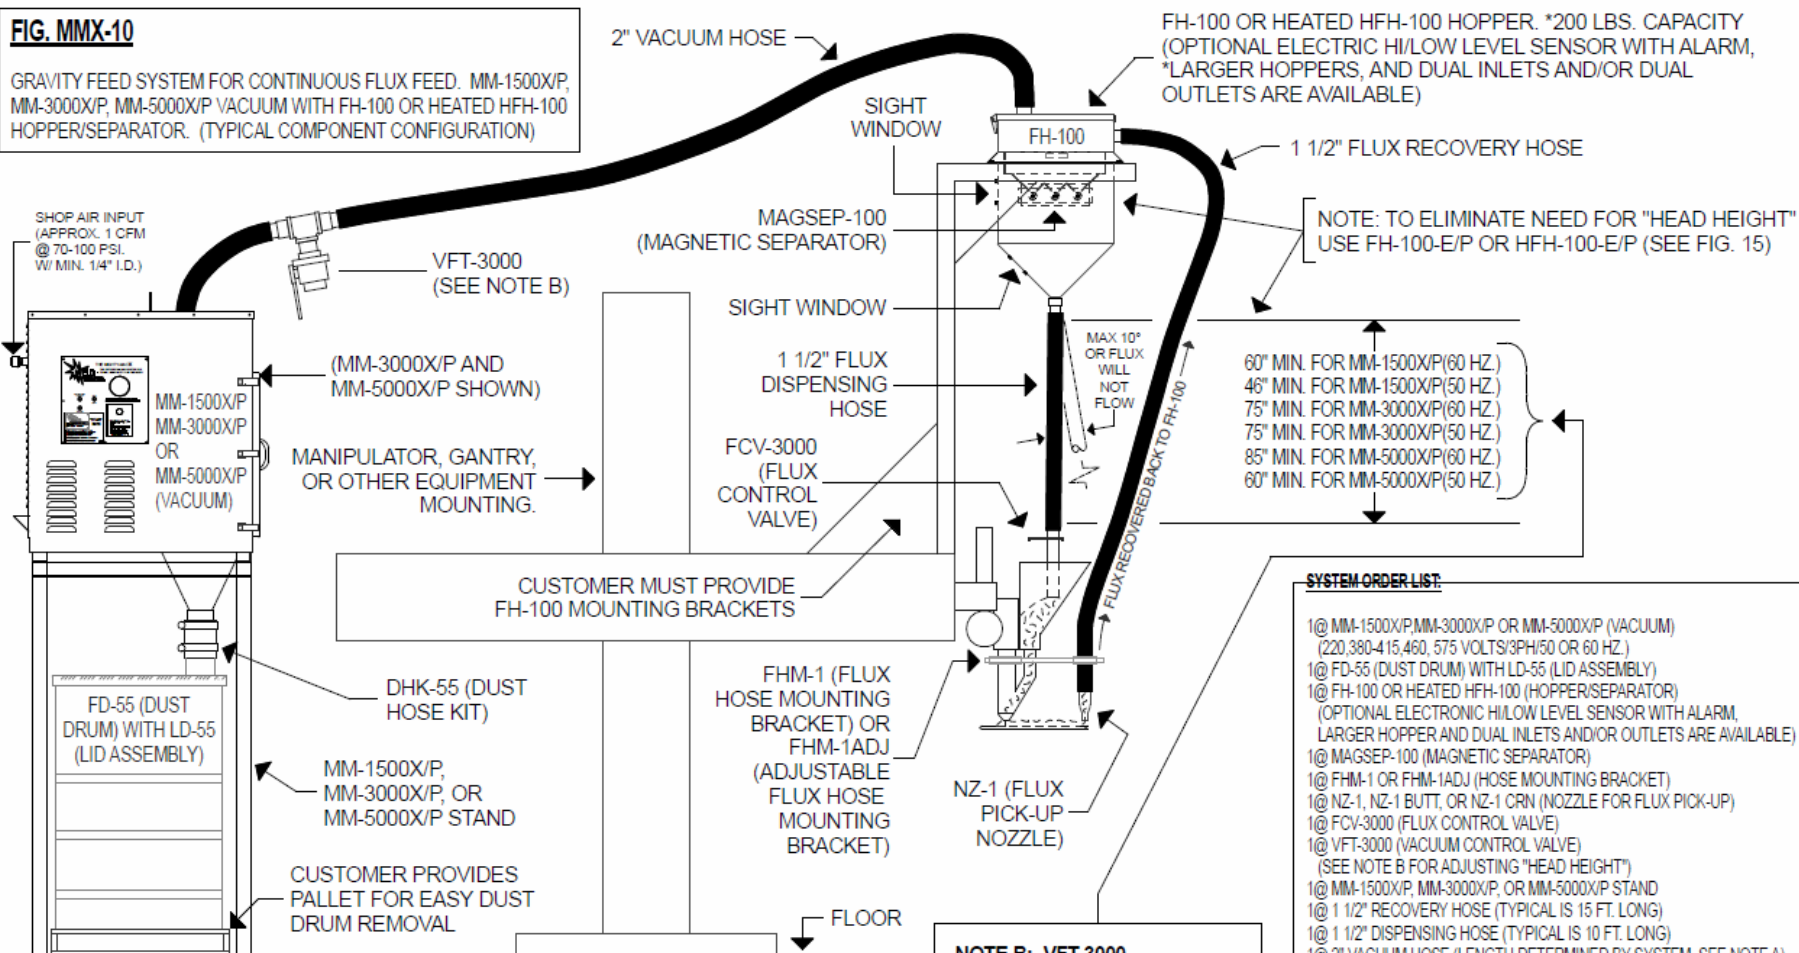 FIG. MMX-10
GRAVITY FEED SYSTEM FOR CONTINUOUS FLUX FEED. MM-1500X/P,
MM-3000X/P, MM-5000X/P VACUUM WITH FH-100 OR HEATED HFH-100
HOPPER/SEPARATOR. (TYPICAL COMPONENT CONFIGURATION)
2" VACUUM HOSE
FH-100 OR HEATED HFH-100 HOPPER. *200 LBS. CAPACITY
(OPTIONAL ELECTRIC HI/LOW LEVEL SENSOR WITH ALARM,
*LARGER HOPPERS, AND DUAL INLETS AND/OR DUAL
OUTLETS ARE AVAILABLE)
SIGHT
WINDOW
FH-100
1 1/2" FLUX RECOVERY HOSE
SHOP AIR INPUT
(APPROX. 1 CFM
@ 70-100 PSI.
W/ MIN. 1/4" I.D.)
MAGSEP-100
(MAGNETIC SEPARATOR)
NOTE: TO ELIMINATE NEED FOR "HEAD HEIGHT"
USE FH-100-E/P OR HFH-100-E/P (SEE FIG. 15)
VFT-3000
(SEE NOTE B)
SIGHT WINDOW
MAX 10°
OR FLUX
WILL
NOT
FLOW
(MM-3000X/P AND
MM-5000X/P SHOWN)
1 1/2" FLUX
DISPENSING
HOSE
60" MIN. FOR MM-1500X/P(60 HZ.)
46" MIN. FOR MM-1500X/P(50 HZ.)
75" MIN. FOR MM-3000X/P(60 HZ.)
75" MIN. FOR MM-3000X/P(50 HZ.)
85" MIN. FOR MM-5000X/P(60 HZ.)
60" MIN. FOR MM-5000X/P(50 HZ.)
MM-1500X/P
MM-3000X/P
OR
MM-5000X/P
(VACUUM)
MANIPULATOR, GANTRY,
OR OTHER EQUIPMENT
MOUNTING.
FCV-3000
(FLUX
CONTROL
VALVE)
FLUX RECOVERED BACK TO FH-100
CUSTOMER MUST PROVIDE
FH-100 MOUNTING BRACKETS
SYSTEM ORDER LIST:
1@ MM-1500X/P,MM-3000X/P OR MM-5000X/P (VACUUM)
(220,380-415,460, 575 VOLTS/3PH/50 OR 60 HZ.)
1@ FD-55 (DUST DRUM) WITH LD-55 (LID ASSEMBLY)
1@ FH-100 OR HEATED HFH-100 (HOPPER/SEPARATOR)
(OPTIONAL ELECTRONIC HI/LOW LEVEL SENSOR WITH ALARM,
LARGER HOPPER AND DUAL INLETS AND/OR OUTLETS ARE AVAILABLE)
1@ MAGSEP-100 (MAGNETIC SEPARATOR)
1@ FHM-1 OR FHM-1ADJ (HOSE MOUNTING BRACKET)
1@ NZ-1, NZ-1 BUTT, OR NZ-1 CRN (NOZZLE FOR FLUX PICK-UP)
1@ FCV-3000 (FLUX CONTROL VALVE)
1@ VFT-3000 (VACUUM CONTROL VALVE)
(SEE NOTE B FOR ADJUSTING "HEAD HEIGHT")
1@ MM-1500X/P, MM-3000X/P, OR MM-5000X/P STAND
1@ 1 1/2" RECOVERY HOSE (TYPICAL IS 15 FT. LONG)
1@ 1 1/2" DISPENSING HOSE (TYPICAL IS 10 FT. LONG)
1@ 2" VACUUM HOSE (LENGTH DETERMINED BY SYSTEM, SEE NOTE A)
DHK-55 (DUST
HOSE KIT)
FD-55 (DUST
DRUM) WITH LD-55
(LID ASSEMBLY)
FHM-1 (FLUX
HOSE MOUNTING
BRACKET) OR
FHM-1ADJ
(ADJUSTABLE
FLUX HOSE
MOUNTING
BRACKET)
NZ-1 (FLUX
PICK-UP
NOZZLE)
MM-1500X/P,
MM-3000X/P, OR
MM-5000X/P STAND
CUSTOMER PROVIDES
PALLET FOR EASY DUST
DRUM REMOVAL
FLOOR
NOTE B: VFT-3000